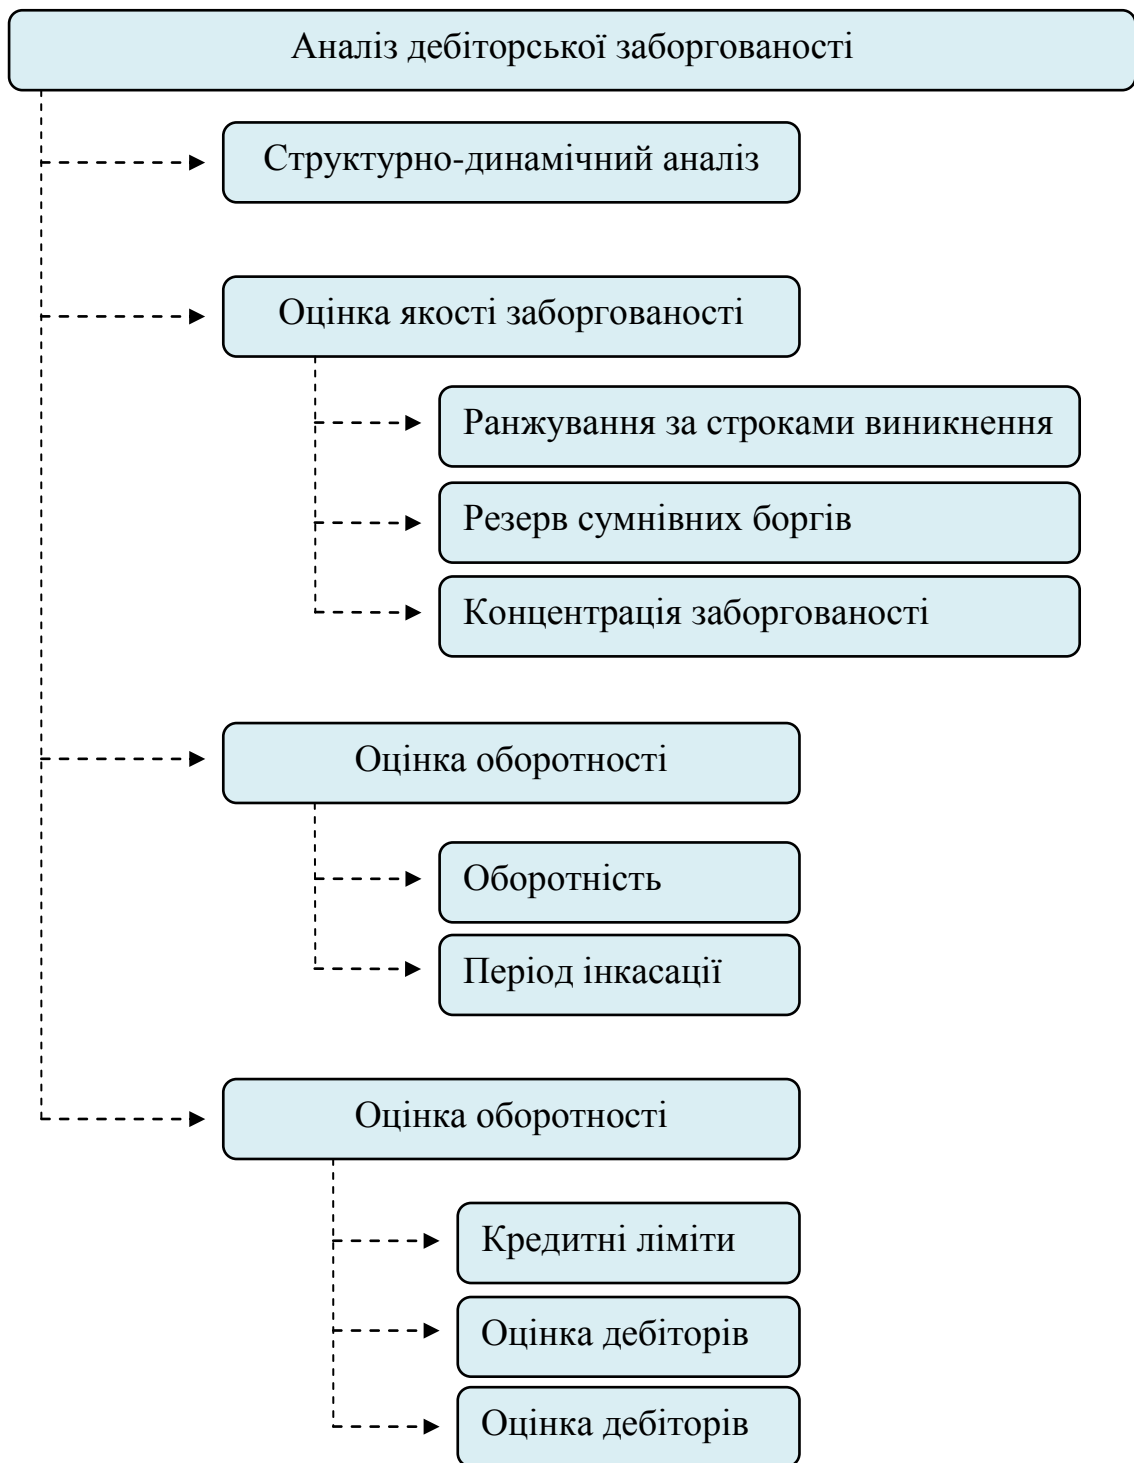 Аналіз дебіторської заборгованості
Структурно-динамічний аналіз
Оцінка якості заборгованості
Ранжування за строками виникнення
Резерв сумнівних боргів
Концентрація заборгованості
Оцінка оборотності
Оборотність
Період інкасації
Оцінка оборотності
Кредитні ліміти
Оцінка дебіторів
Оцінка дебіторів